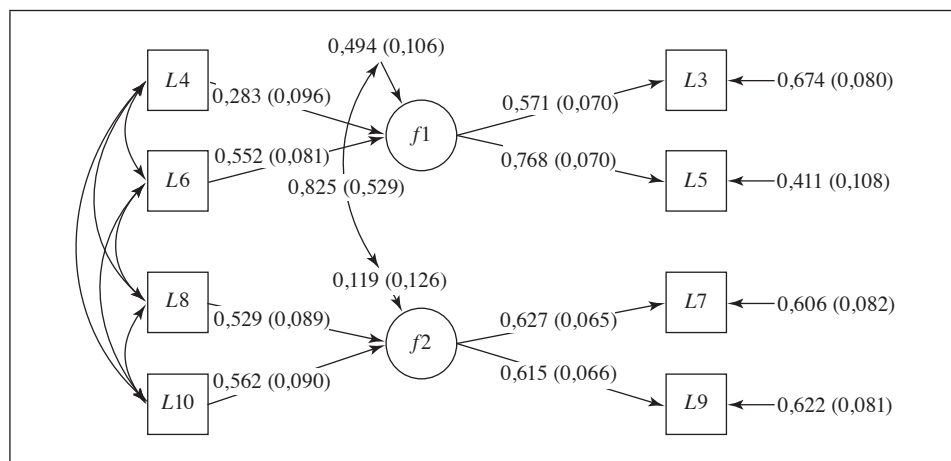 0,494 (0,106)
L4
L3
0,674 (0,080)
0,283 (0,096)
0,571 (0,070)
f1
0,552 (0,081)
0,768 (0,070)
L6
L5
0,411 (0,108)
0,825 (0,529)
0,119 (0,126)
L8
L7
0,606 (0,082)
0,529 (0,089)
0,627 (0,065)
f2
0,562 (0,090)
0,615 (0,066)
L10
L9
0,622 (0,081)